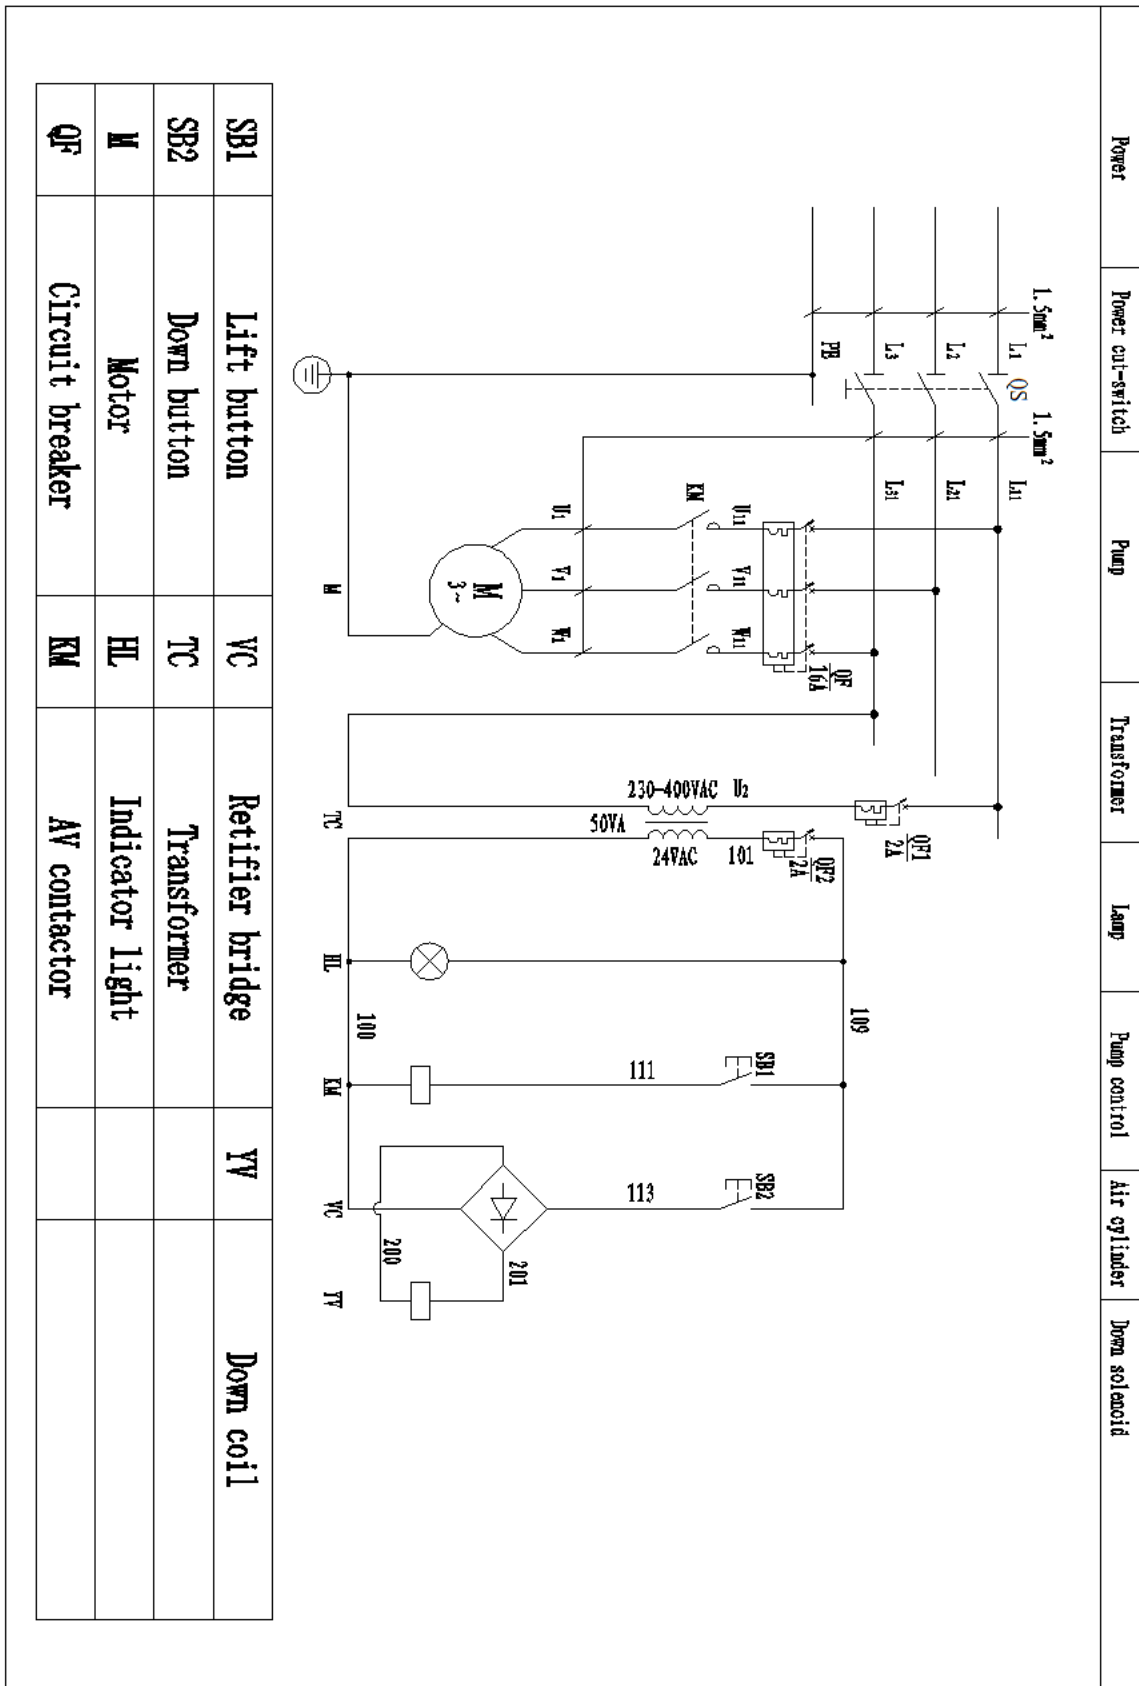 Power
Power cut-switch
Pump
Transformer
Lamp
Pump control
Air cylinder
Down solenoid
1.5mm²
1.5mm²
L1
QS
L11
L2
L21
L3
L31
PE
QF1
2A
QF
16A
U11
V11
W11
KM
230-400VAC U2
50VA
24VAC
101
QF2
2A
109
SB1
SB2
111
113
U1
V1
W1
M
3~
201
200
100
M
TC
HL
KM
VC
YV
SB1 Lift button VC Retifier bridge YV Down coil
SB2 Down button TC Transformer
M Motor HL Indicator light
QF Circuit breaker KM AV contactor